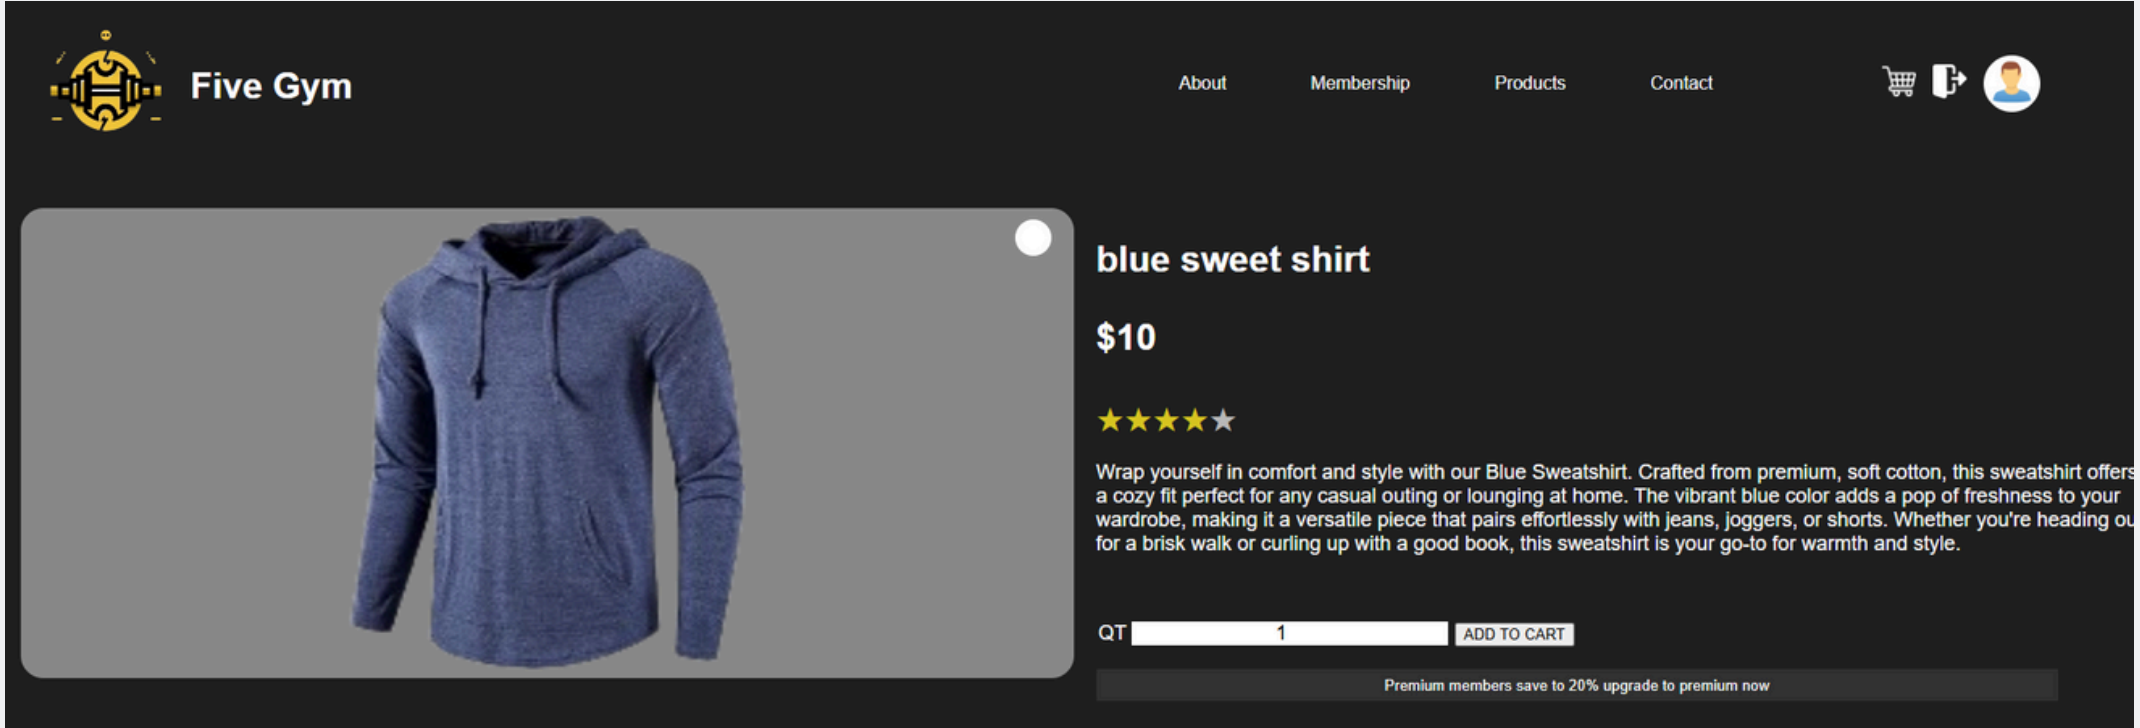 Five Gym
About
Membership
Products
Contact
blue sweet shirt
$10
Wrap yourself in comfort and style with our Blue Sweatshirt. Crafted from premium, soft cotton, this sweatshirt offers
a cozy fit perfect for any casual outing or lounging at home. The vibrant blue color adds a pop of freshness to your
wardrobe, making it a versatile piece that pairs effortlessly with jeans, joggers, or shorts. Whether you're heading ou
for a brisk walk or curling up with a good book, this sweatshirt is your go-to for warmth and style.
QT 1 ADD TO CART
Premium members save to 20% upgrade to premium now